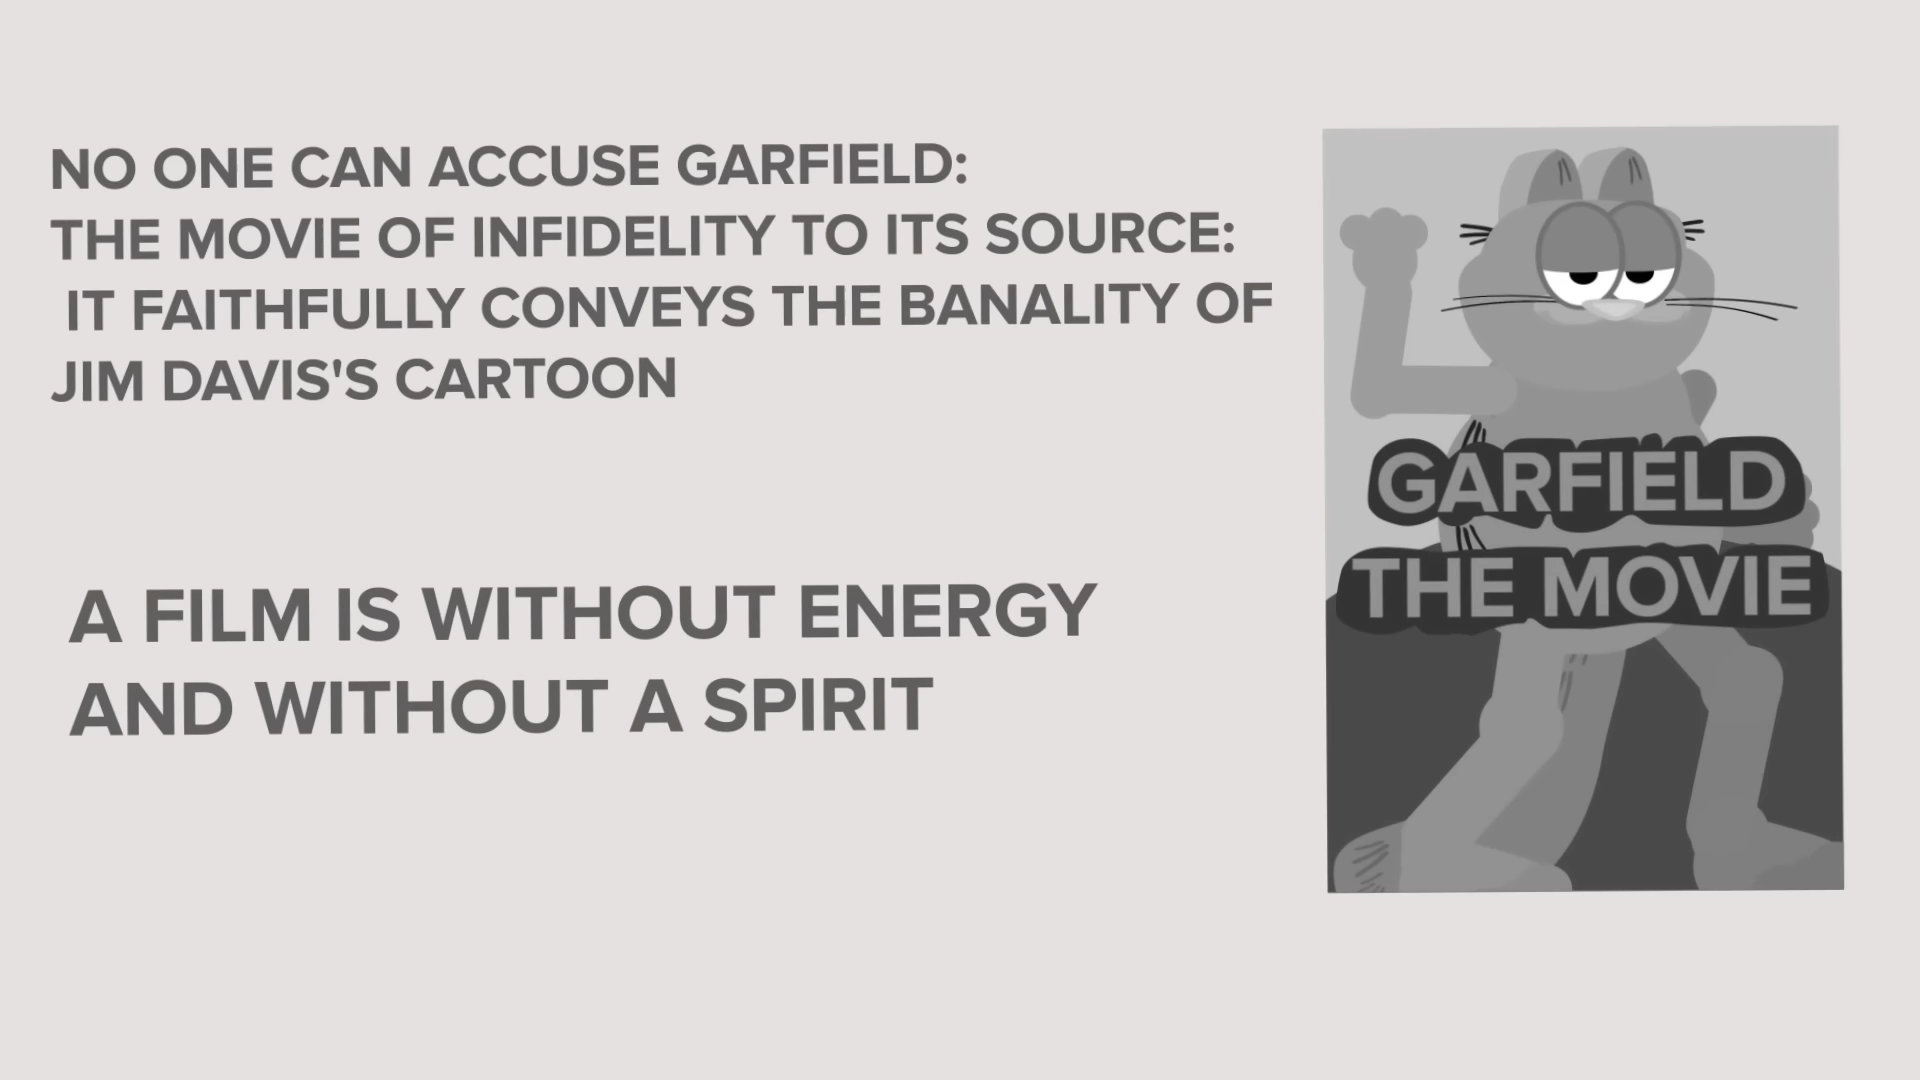 NO ONE CAN ACCUSE GARFIELD:
THE MOVIE OF INFIDELITY TO ITS SOURCE:
IT FAITHFULLY CONVEYS THE BANALITY OF
JIM DAVIS'S CARTOON
A FILM IS WITHOUT ENERGY
AND WITHOUT A SPIRIT
GARFIELD
THE MOVIE